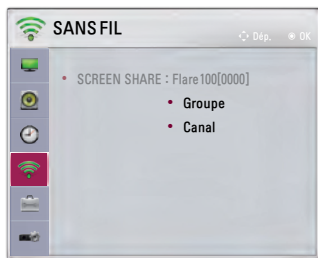 SANS FIL
Dép. OK
• SCREEN SHARE : Flare100[0000]
• Groupe
• Canal